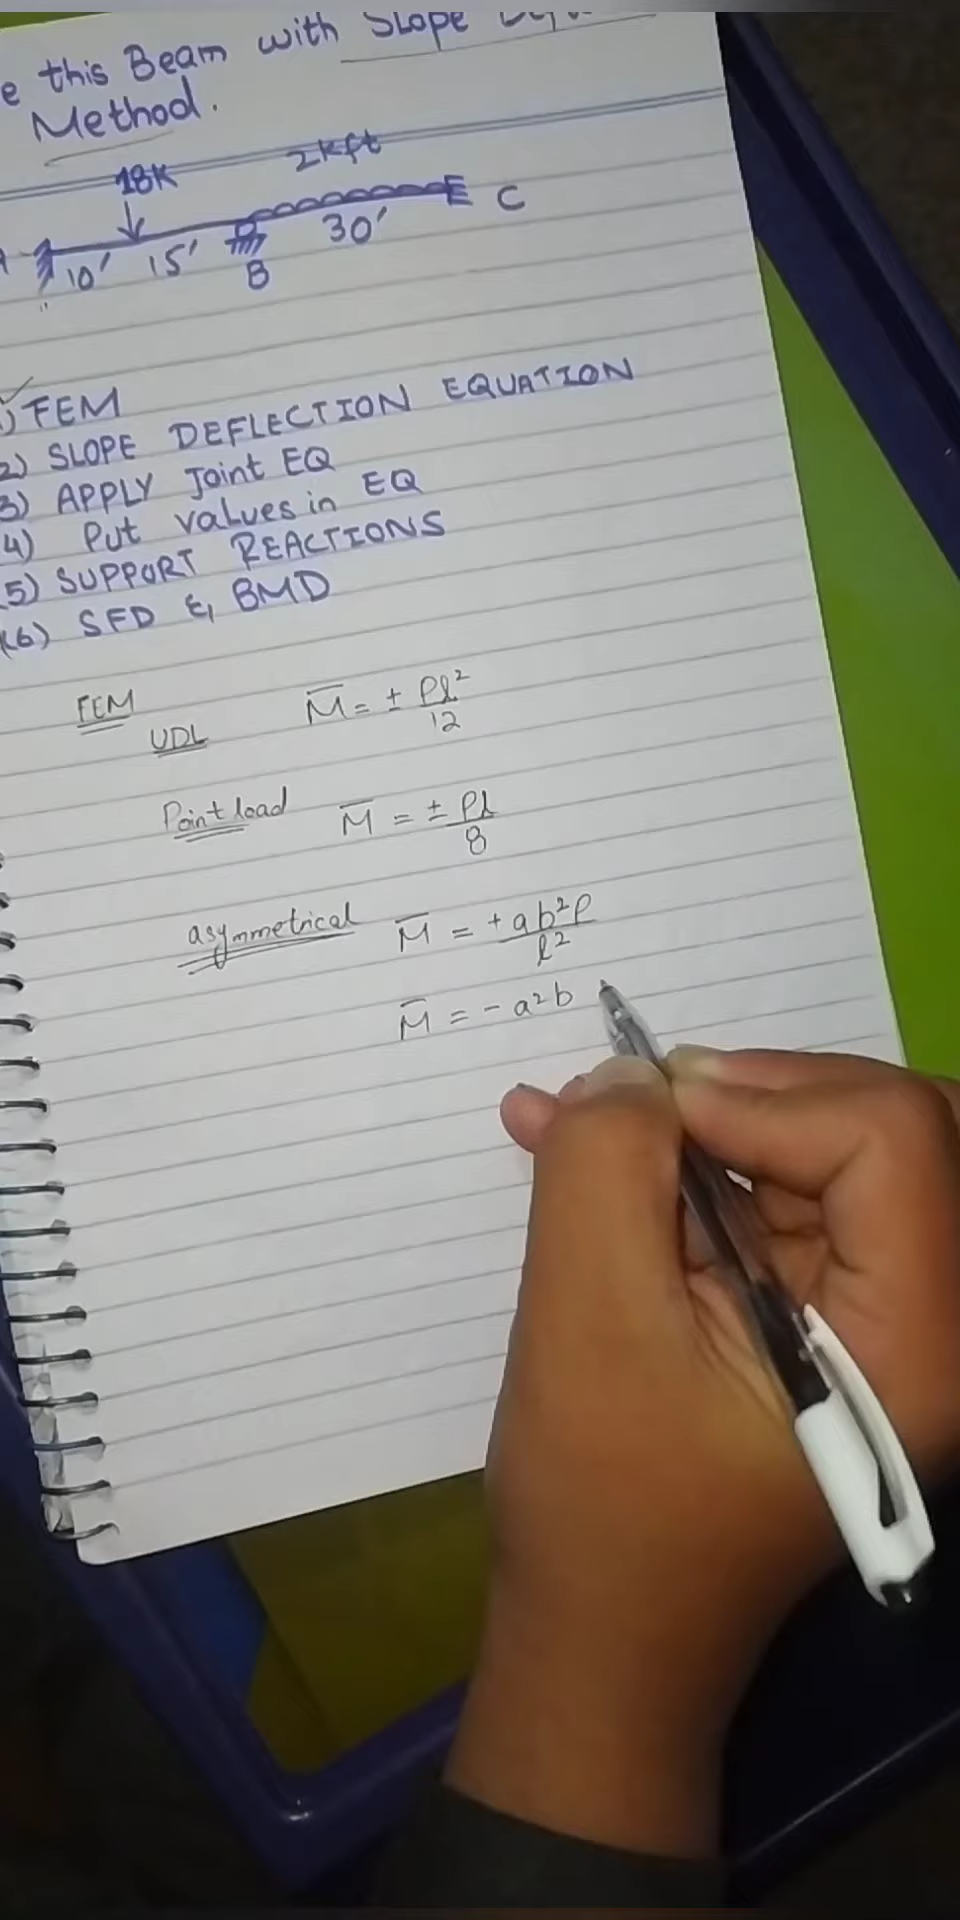 e this Beam with Slope
Method.
18K
2kft
10' 15' 30' C
B
1) FEM
2) SLOPE DEFLECTION EQUATION
3) APPLY Joint EQ
4) Put values in EQ
5) SUPPORT REACTIONS
(6) SFD & BMD
FEM
UDL M̅ = ± Pl²/12
Point load M̅ = ± Pl/8
asymmetrical M̅ = + ab²P/l²
M̅ = - a²b